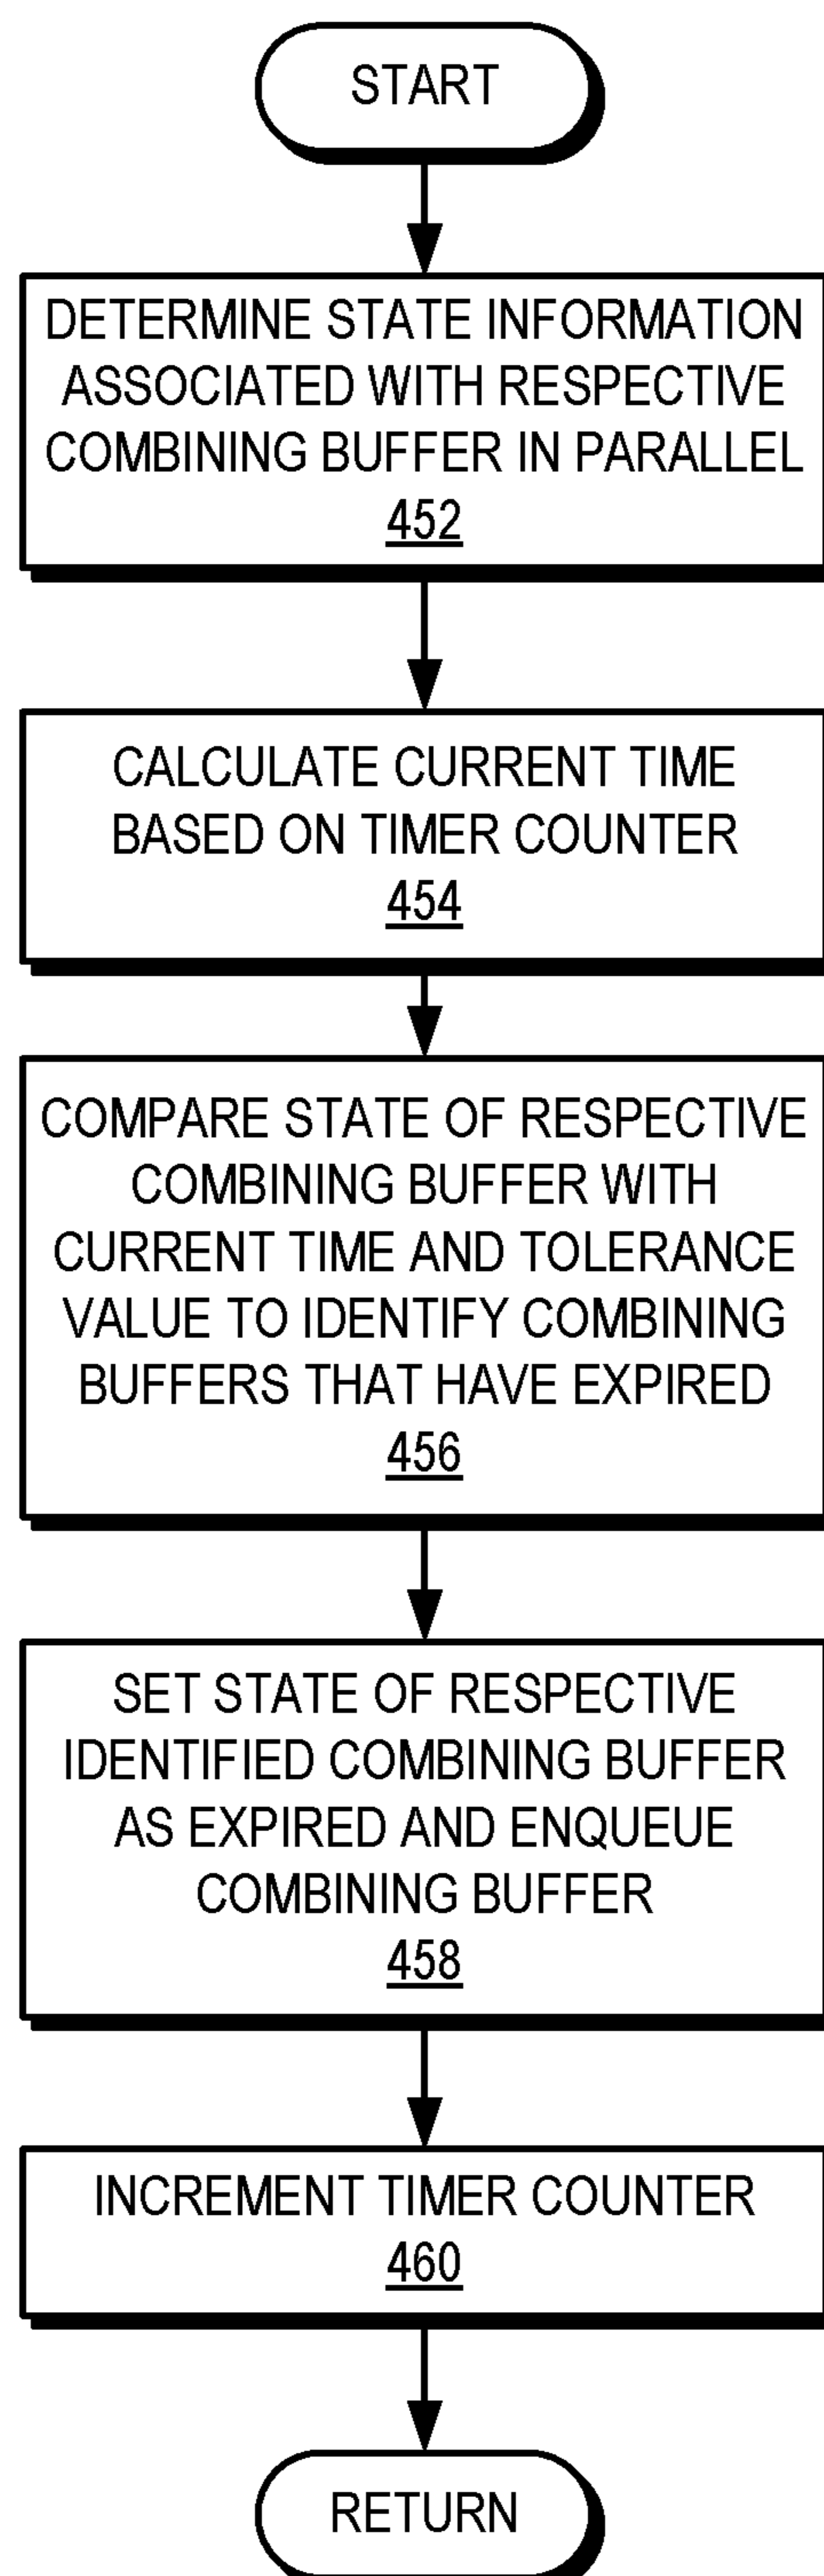 START
DETERMINE STATE INFORMATION
ASSOCIATED WITH RESPECTIVE
COMBINING BUFFER IN PARALLEL
452
CALCULATE CURRENT TIME
BASED ON TIMER COUNTER
454
COMPARE STATE OF RESPECTIVE
COMBINING BUFFER WITH
CURRENT TIME AND TOLERANCE
VALUE TO IDENTIFY COMBINING
BUFFERS THAT HAVE EXPIRED
456
SET STATE OF RESPECTIVE
IDENTIFIED COMBINING BUFFER
AS EXPIRED AND ENQUEUE
COMBINING BUFFER
458
INCREMENT TIMER COUNTER
460
RETURN